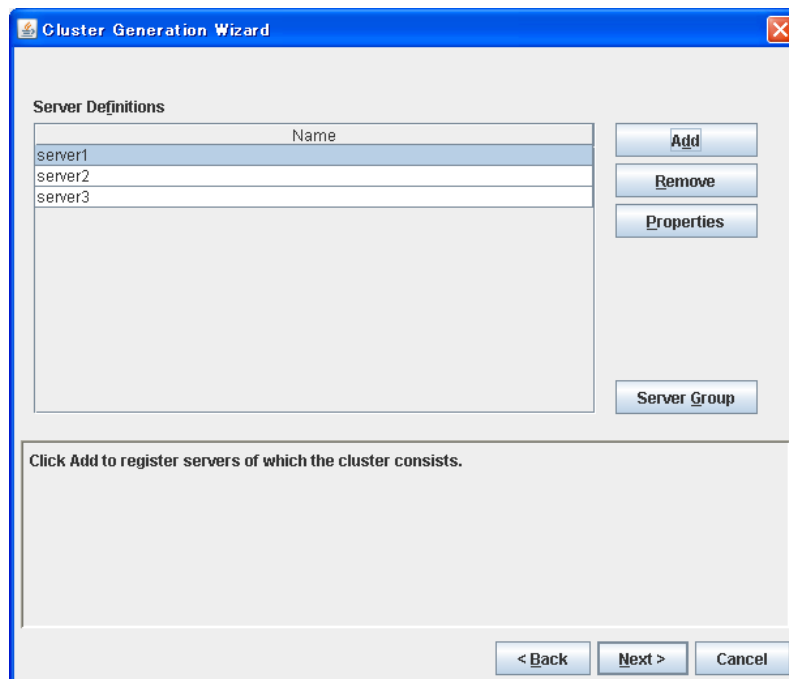 Cluster Generation Wizard
Server Definitions
Name
server1
server2
server3
Add
Remove
Properties
Server Group
Click Add to register servers of which the cluster consists.
< Back
Next >
Cancel